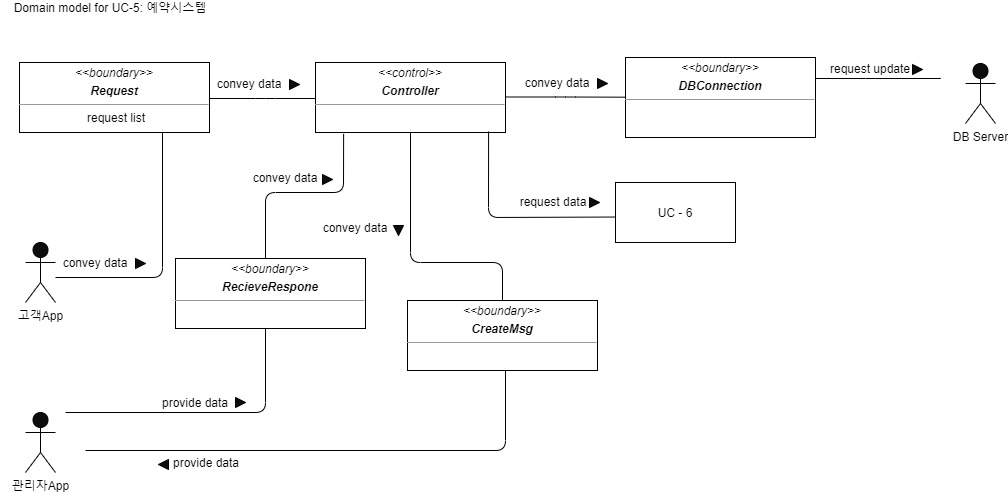 Domain model for UC-5: 예약시스템
<<boundary>>
Request
request list
convey data
<<control>>
Controller
convey data
<<boundary>>
DBConnection
request update
DB Server
convey data
request data
UC - 6
convey data
convey data
고객App
<<boundary>>
RecieveRespone
<<boundary>>
CreateMsg
provide data
provide data
관리자App